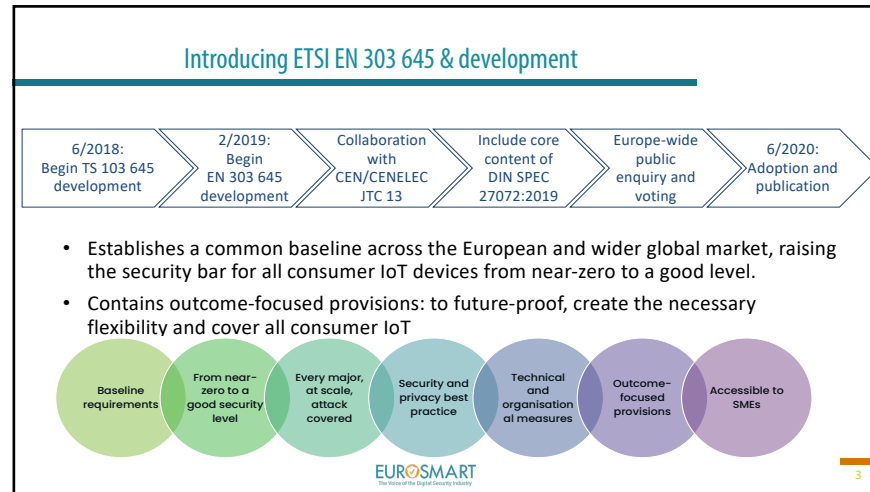 Introducing ETSI EN 303 645 & development
6/2018:
Begin TS 103 645
development
2/2019:
Begin
EN 303 645
development
Collaboration
with
CEN/CENELEC
JTC 13
Include core
content of
DIN SPEC
27072:2019
Europe-wide
public
enquiry and
voting
6/2020:
Adoption and
publication
• Establishes a common baseline across the European and wider global market, raising
the security bar for all consumer IoT devices from near-zero to a good level.
• Contains outcome-focused provisions: to future-proof, create the necessary
flexibility and cover all consumer IoT
Baseline
requirements
From near-
zero to a
good security
level
Every major,
at scale,
attack
covered
Security and
privacy best
practice
Technical
and
organisation
al measures
Outcome-
focused
provisions
Accessible to
SMEs
EUROSMART
The Voice of the Digital Security Industry
3